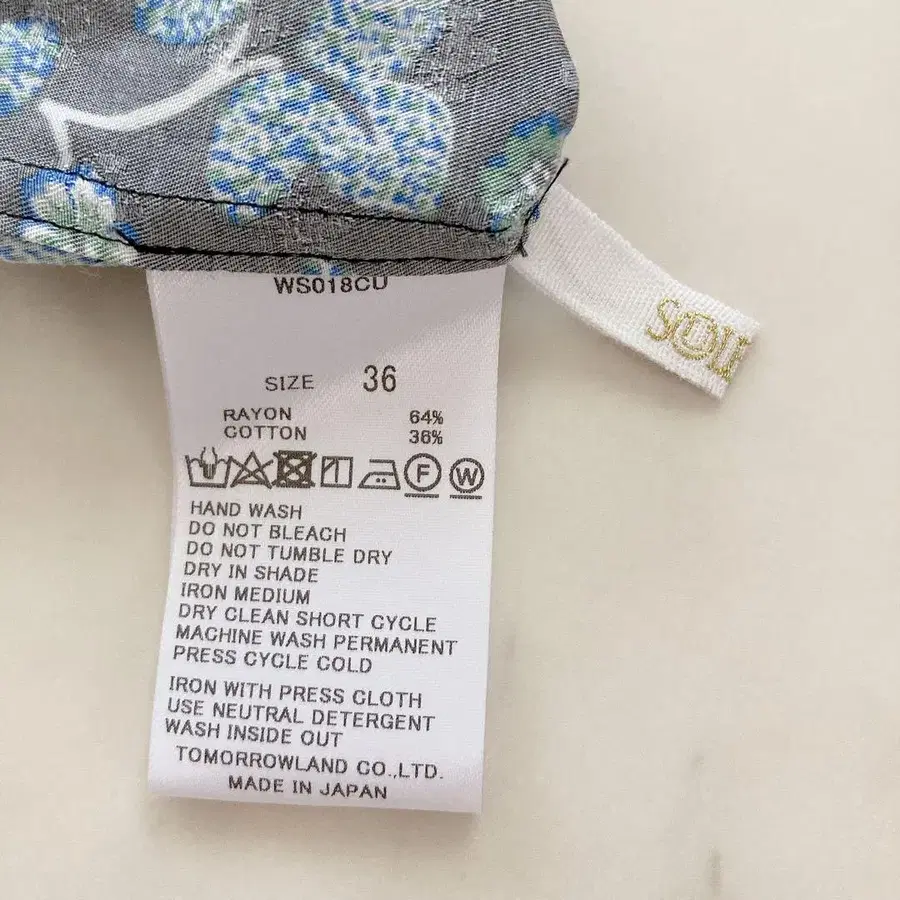 WS018CU
SIZE 36
RAYON 64%
COTTON 36%
F W
HAND WASH
DO NOT BLEACH
DO NOT TUMBLE DRY
DRY IN SHADE
IRON MEDIUM
DRY CLEAN SHORT CYCLE
MACHINE WASH PERMANENT
PRESS CYCLE COLD
IRON WITH PRESS CLOTH
USE NEUTRAL DETERGENT
WASH INSIDE OUT
TOMORROWLAND CO.,LTD.
MADE IN JAPAN